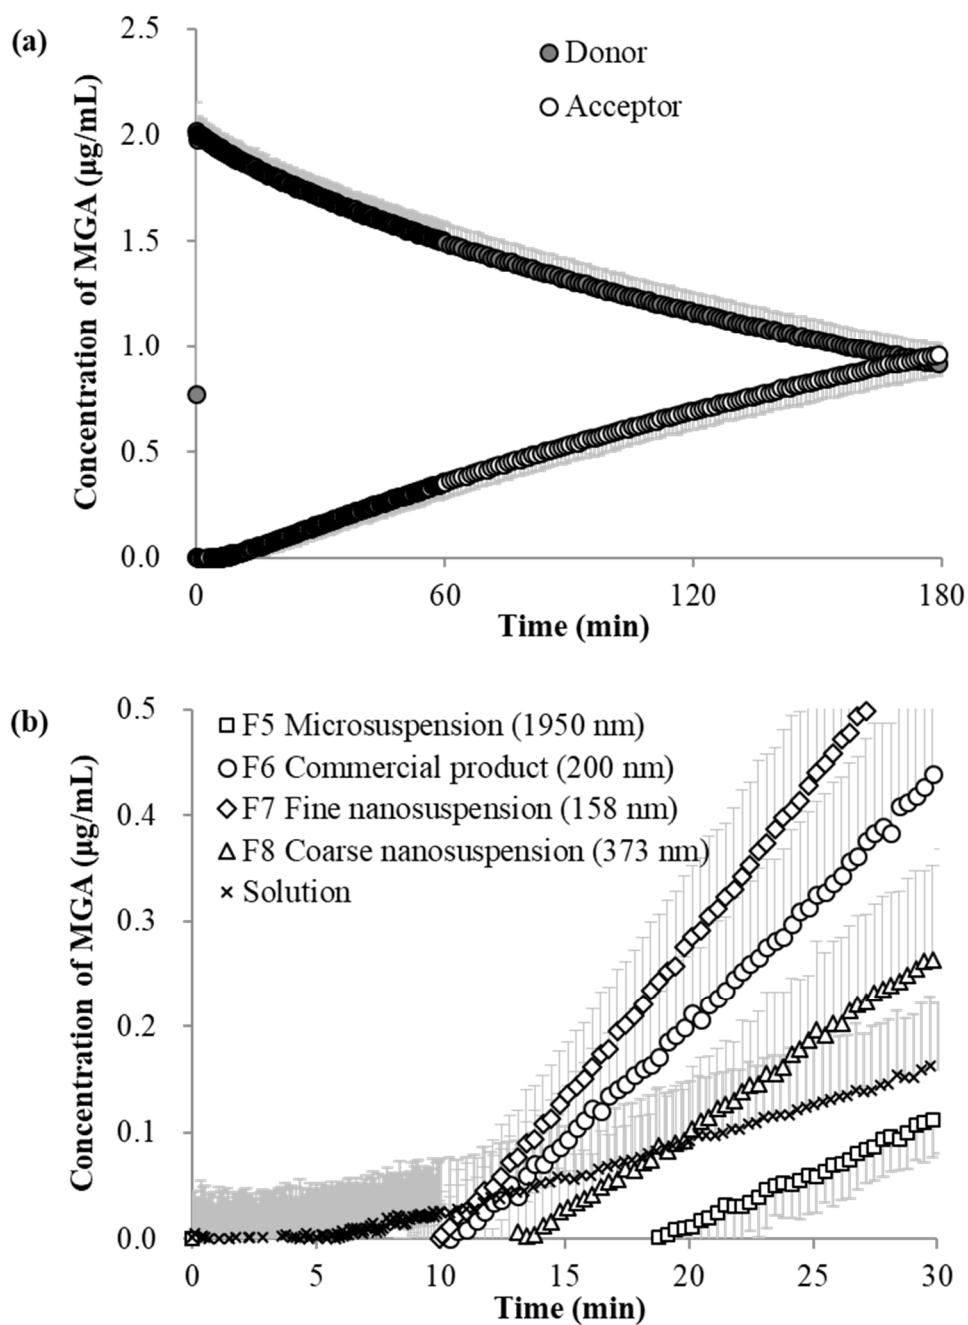 (a)
Concentration of MGA (µg/mL)
2.5
2.0
1.5
1.0
0.5
0.0
Donor
Acceptor
0 60 120 180
Time (min)
(b)
Concentration of MGA (µg/mL)
0.5
0.4
0.3
0.2
0.1
0.0
F5 Microsuspension (1950 nm)
F6 Commercial product (200 nm)
F7 Fine nanosuspension (158 nm)
F8 Coarse nanosuspension (373 nm)
Solution
0 5 10 15 20 25 30
Time (min)